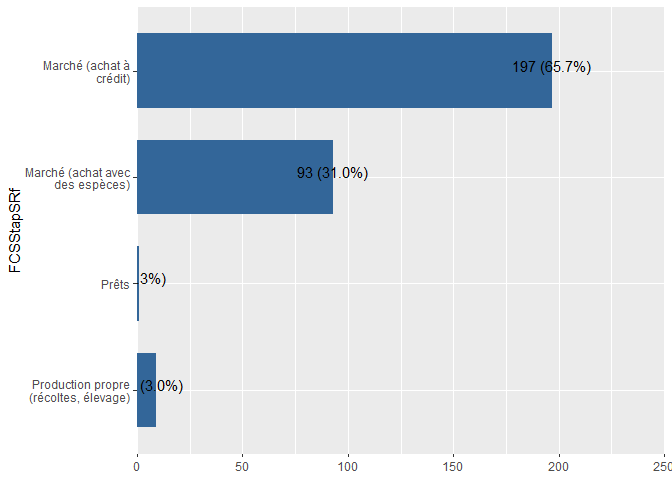 FCSStapSRf
Marché (achat à
crédit)
197 (65.7%)
Marché (achat avec
des espèces)
93 (31.0%)
Prêts
3%)
Production propre
(récoltes, élevage)
(3.0%)
0 50 100 150 200 250